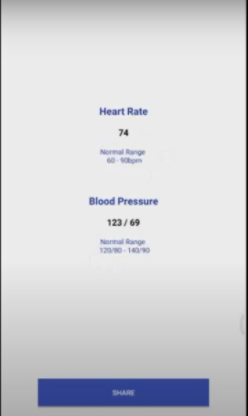 Heart Rate
74
Normal Range
60 - 90bpm
Blood Pressure
123 / 69
Normal Range
120/80 - 140/90
SHARE